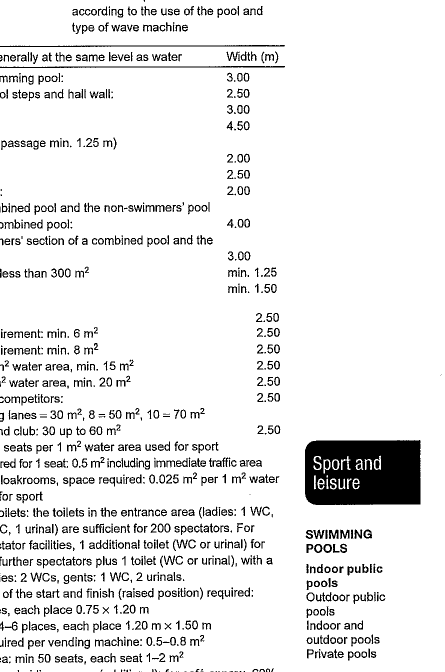 according to the use of the pool and
type of wave machine
enerally at the same level as water Width (m)
mming pool: 3.00
ol steps and hall wall: 2.50
3.00
4.50
passage min. 1.25 m)
2.00
2.50
: 2.00
bined pool and the non-swimmers' pool
ombined pool: 4.00
ners' section of a combined pool and the
3.00
less than 300 m² min. 1.25
min. 1.50
2.50
irement: min. 6 m² 2.50
irement: min. 8 m² 2.50
m² water area, min. 15 m² 2.50
² water area, min. 20 m² 2.50
competitors: 2.50
g lanes = 30 m², 8 = 50 m², 10 = 70 m²
nd club: 30 up to 60 m² 2.50
seats per 1 m² water area used for sport
red for 1 seat: 0.5 m² including immediate traffic area
loakrooms, space required: 0.025 m² per 1 m² water
for sport
oilets: the toilets in the entrance area (ladies: 1 WC,
C, 1 urinal) are sufficient for 200 spectators. For
ctator facilities, 1 additional toilet (WC or urinal) for
further spectators plus 1 toilet (WC or urinal), with a
ies: 2 WCs, gents: 1 WC, 2 urinals.
of the start and finish (raised position) required:
es, each place 0.75 x 1.20 m
4–6 places, each place 1.20 m x 1.50 m
uired per vending machine: 0.5–0.8 m²
ea: min 50 seats, each seat 1–2 m²
Sport and
leisure
SWIMMING
POOLS
Indoor public
pools
Outdoor public
pools
Indoor and
outdoor pools
Private pools